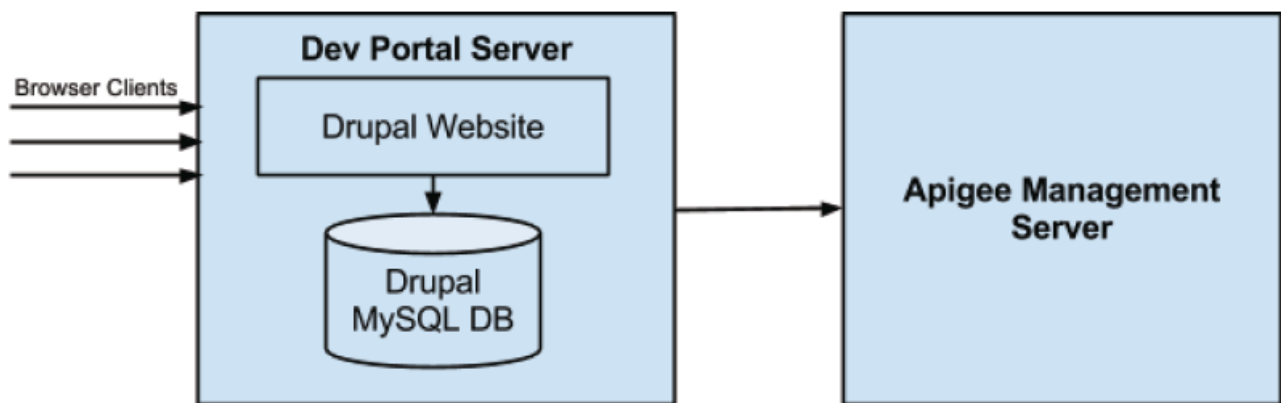 Dev Portal Server
Browser Clients
Drupal Website
Drupal
MySQL DB
Apigee Management
Server